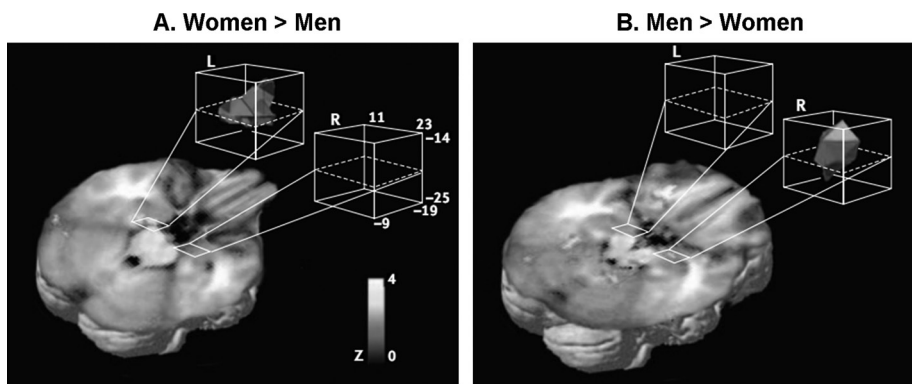 A. Women > Men
L
R
11
23
−14
−25
−19
−9
4
Z
0
B. Men > Women
L
R